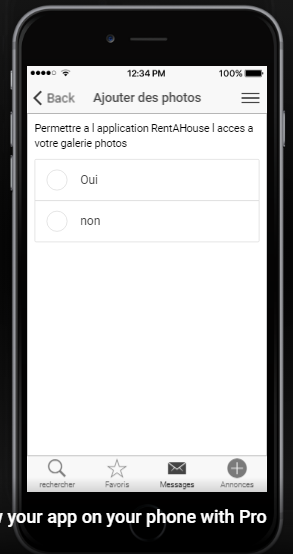 12:34 PM 100%
Back Ajouter des photos
Permettre a l application RentAHouse l acces a
votre galerie photos
Oui
non
rechercher Favoris Messages Annonces
your app on your phone with Pro